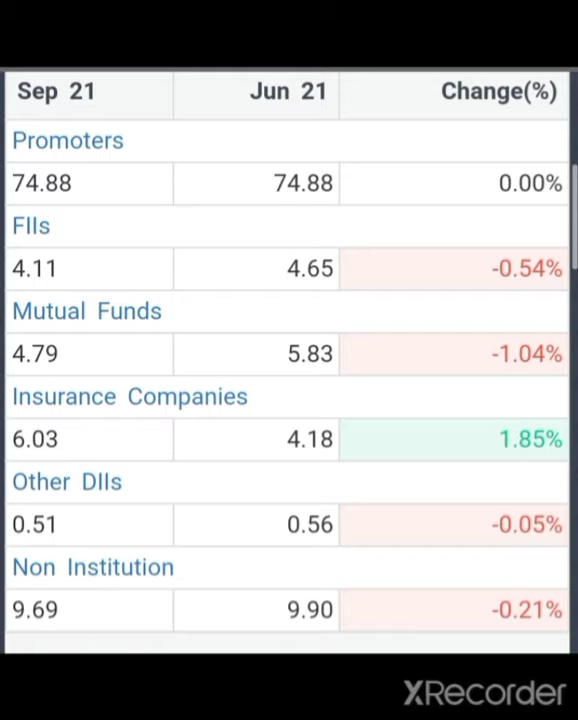 Sep 21 Jun 21 Change(%)
Promoters
74.88 74.88 0.00%
FIIs
4.11 4.65 -0.54%
Mutual Funds
4.79 5.83 -1.04%
Insurance Companies
6.03 4.18 1.85%
Other DIIs
0.51 0.56 -0.05%
Non Institution
9.69 9.90 -0.21%
XRecorder